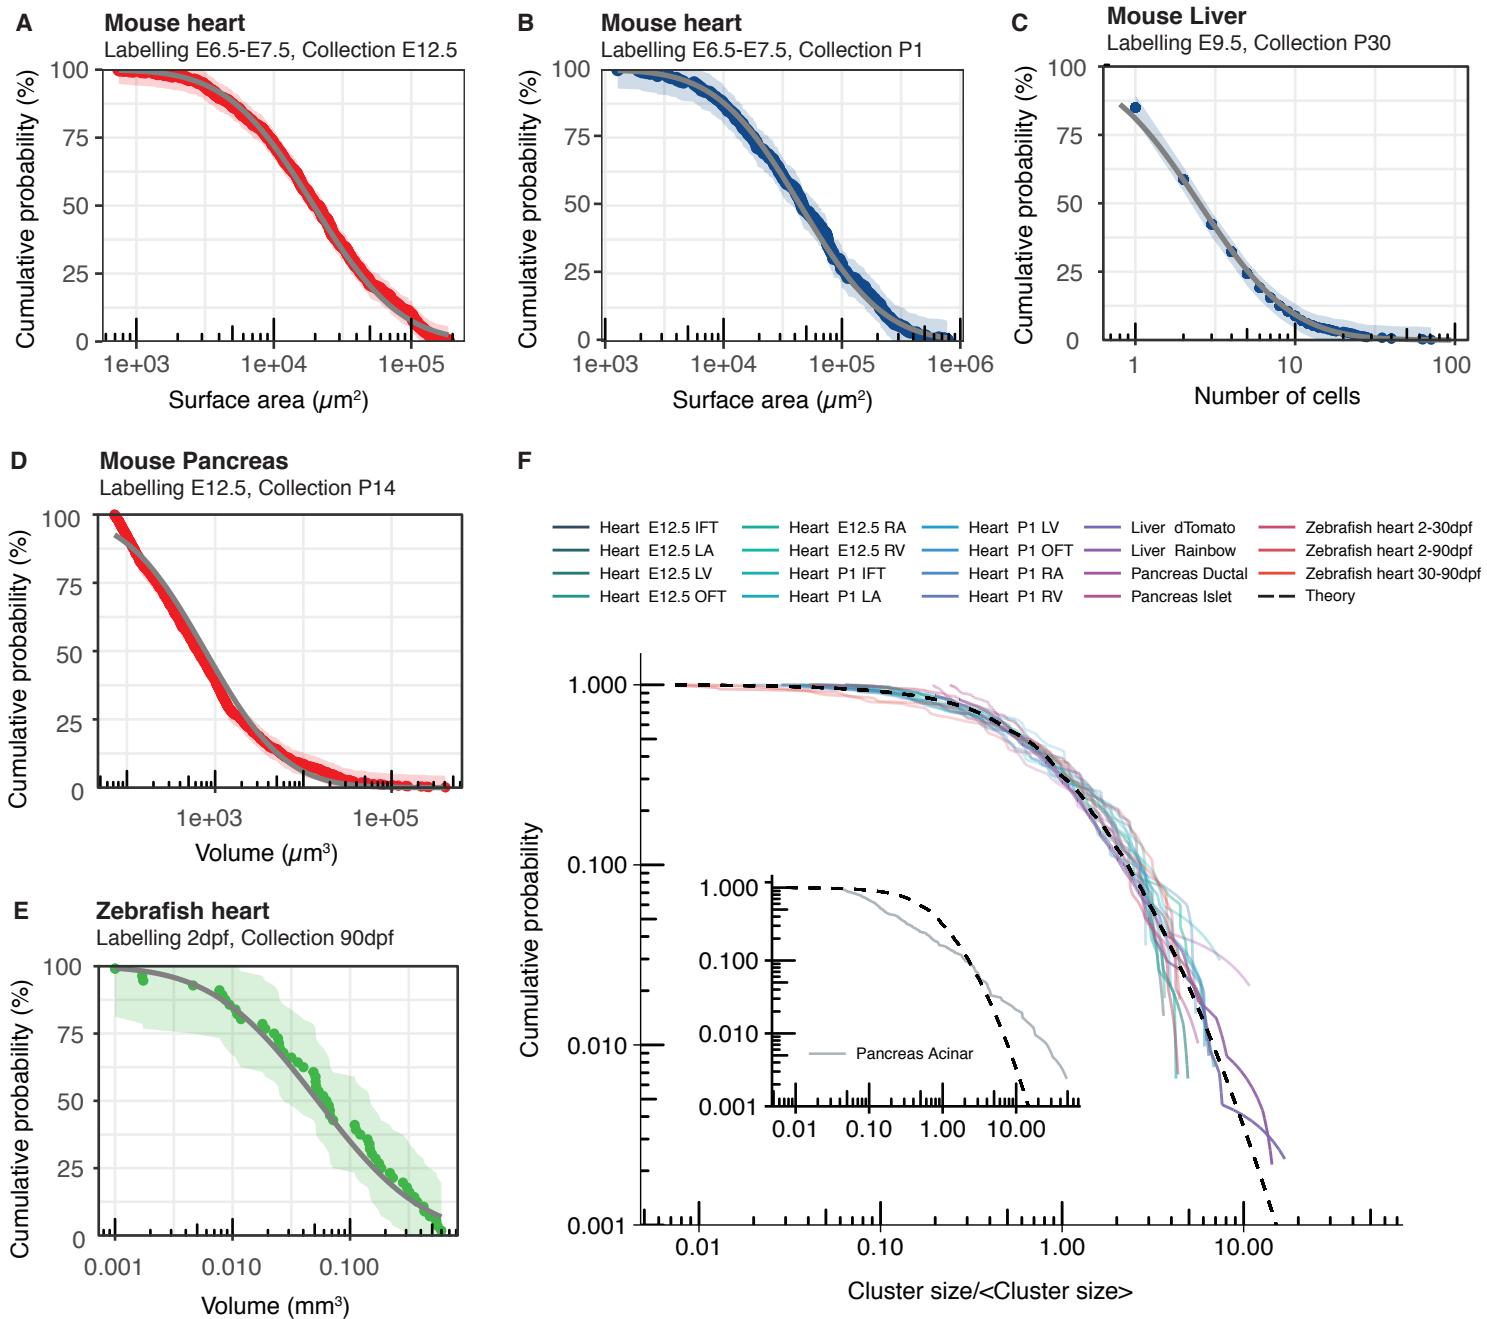 A
Mouse heart
Labelling E6.5-E7.5, Collection E12.5
Cumulative probability (%)
100
75
50
25
0
1e+03
1e+04
1e+05
Surface area (µm²)
B
Mouse heart
Labelling E6.5-E7.5, Collection P1
Cumulative probability (%)
100
75
50
25
0
1e+03
1e+04
1e+05
1e+06
Surface area (µm²)
C
Mouse Liver
Labelling E9.5, Collection P30
Cumulative probability (%)
100
75
50
25
0
1
10
100
Number of cells
D
Mouse Pancreas
Labelling E12.5, Collection P14
Cumulative probability (%)
100
75
50
25
0
1e+03
1e+05
Volume (µm³)
E
Zebrafish heart
Labelling 2dpf, Collection 90dpf
Cumulative probability (%)
100
75
50
25
0
0.001
0.010
0.100
Volume (mm³)
F
Heart E12.5 IFT
Heart E12.5 LA
Heart E12.5 LV
Heart E12.5 OFT
Heart E12.5 RA
Heart E12.5 RV
Heart P1 IFT
Heart P1 LA
Heart P1 LV
Heart P1 OFT
Heart P1 RA
Heart P1 RV
Liver dTomato
Liver Rainbow
Pancreas Ductal
Pancreas Islet
Zebrafish heart 2-30dpf
Zebrafish heart 2-90dpf
Zebrafish heart 30-90dpf
Theory
Cumulative probability
1.000
0.100
0.010
0.001
0.01
0.10
1.00
10.00
Cluster size/<Cluster size>
1.000
0.100
0.010
0.001
Pancreas Acinar
0.01
0.10
1.00
10.00